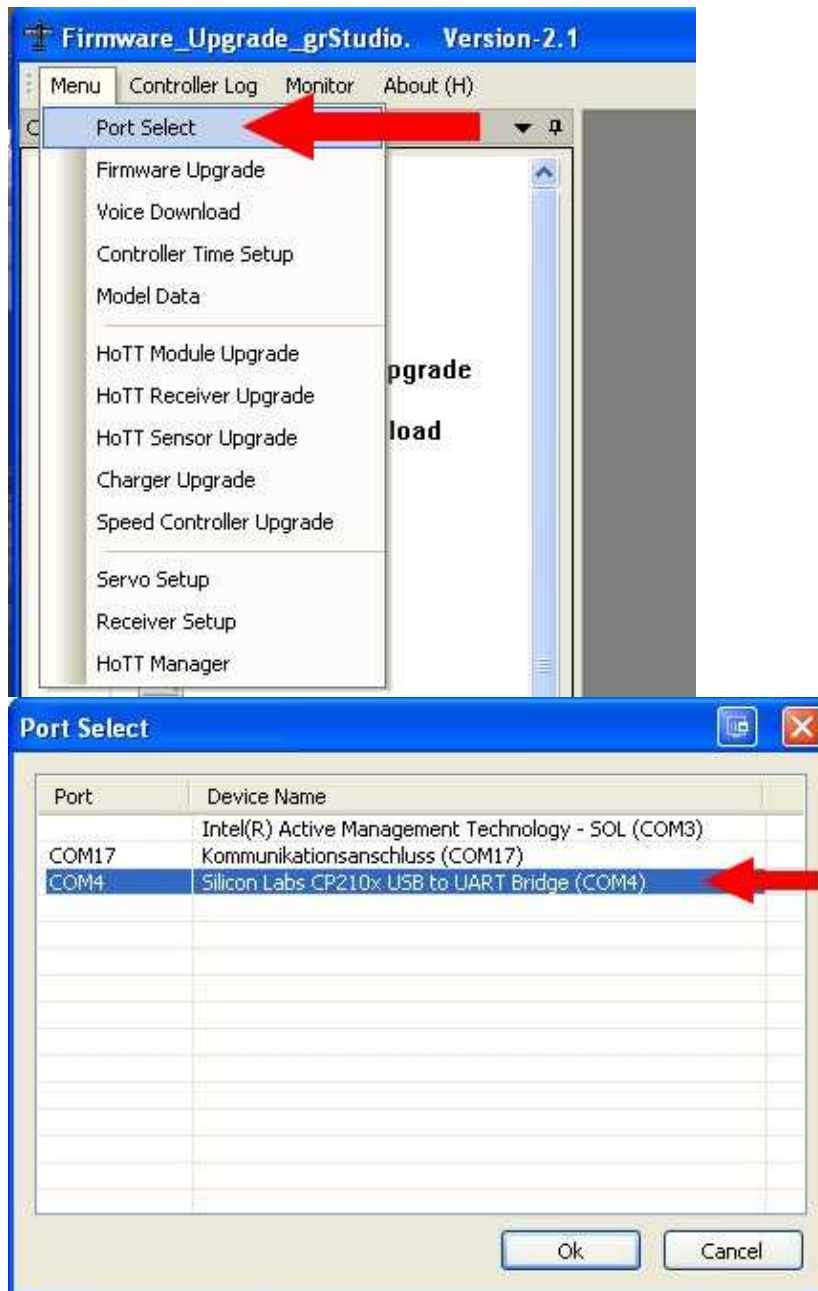 Firmware_Upgrade_grStudio. Version-2.1
Menu Controller Log Monitor About (H)
C
Port Select
Firmware Upgrade
Voice Download
Controller Time Setup
Model Data
HoTT Module Upgrade
pgrade
HoTT Receiver Upgrade
HoTT Sensor Upgrade
load
Charger Upgrade
Speed Controller Upgrade
Servo Setup
Receiver Setup
HoTT Manager
Port Select
Port Device Name
Intel(R) Active Management Technology - SOL (COM3)
COM17 Kommunikationsanschluss (COM17)
COM4 Silicon Labs CP210x USB to UART Bridge (COM4)
Ok Cancel